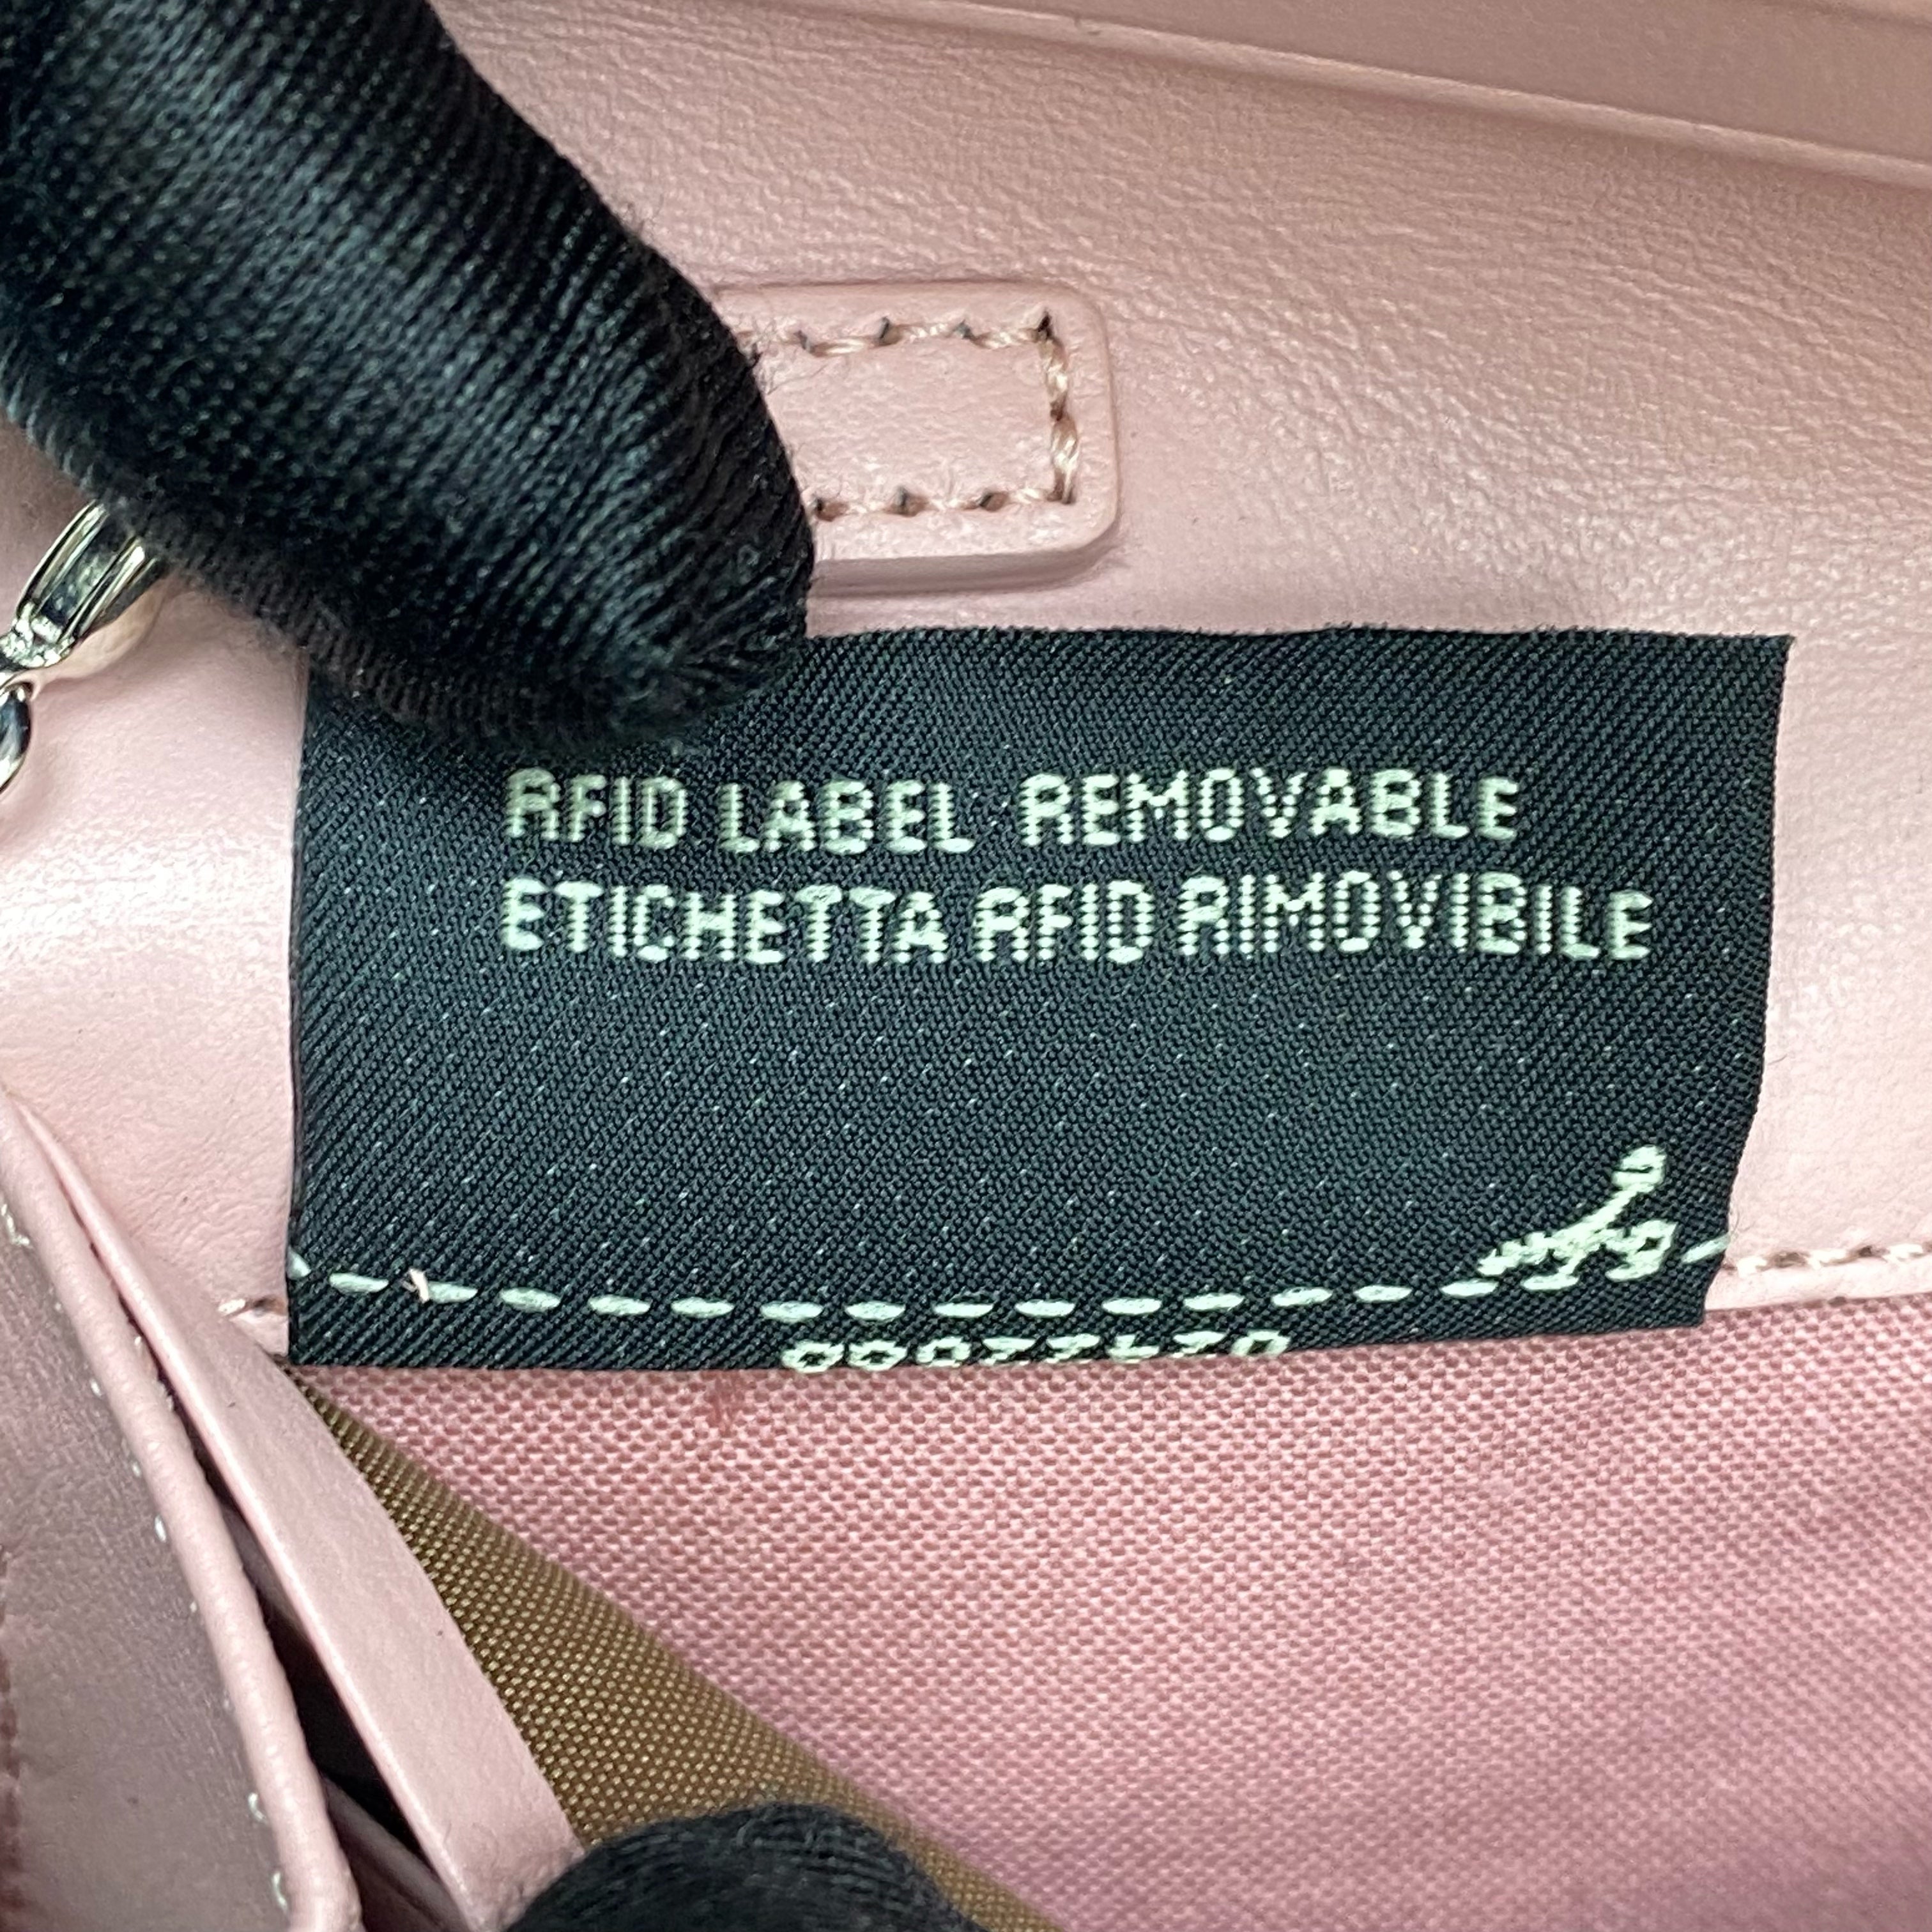 RFID LABEL REMOVABLE
ETICHETTA RFID RIMOVIBILE